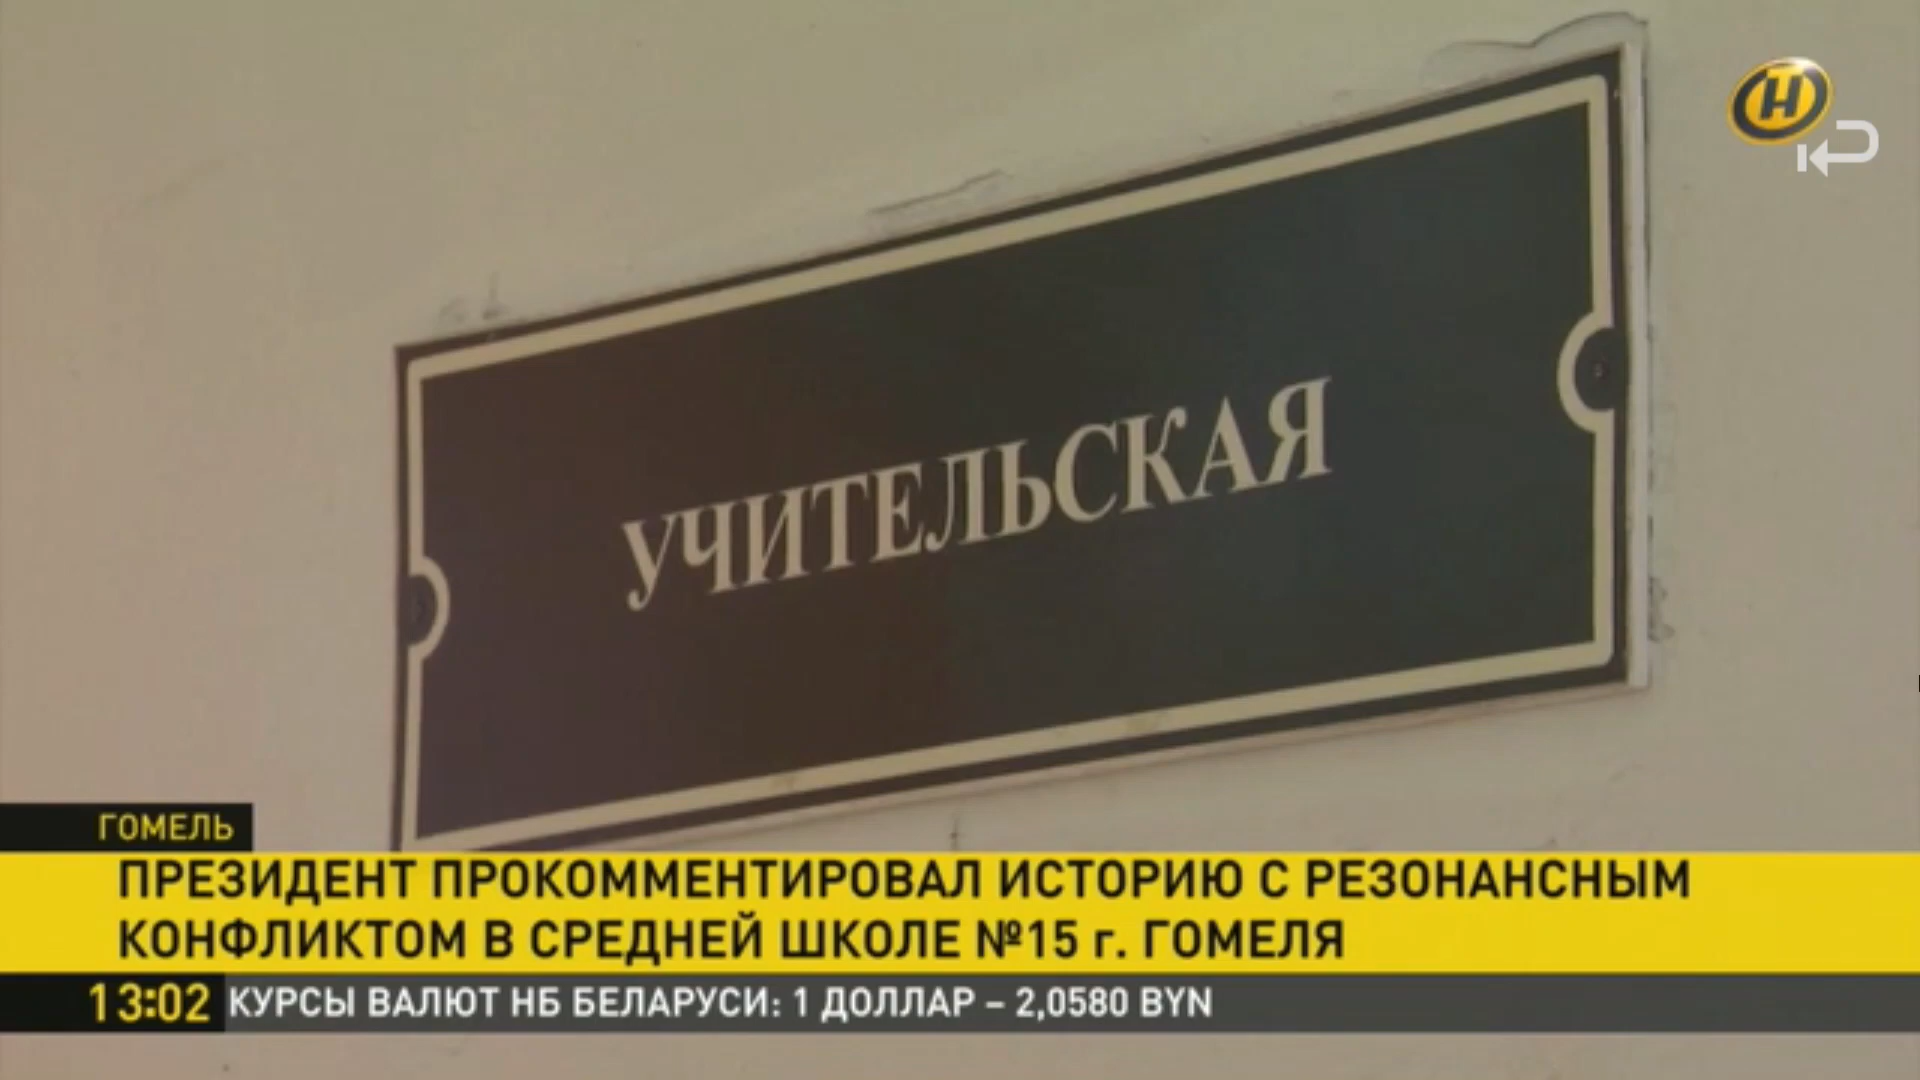 ОНТ
УЧИТЕЛЬСКАЯ
ГОМЕЛЬ
ПРЕЗИДЕНТ ПРОКОММЕНТИРОВАЛ ИСТОРИЮ С РЕЗОНАНСНЫМ
КОНФЛИКТОМ В СРЕДНЕЙ ШКОЛЕ №15 г. ГОМЕЛЯ
13:02 КУРСЫ ВАЛЮТ НБ БЕЛАРУСИ: 1 ДОЛЛАР – 2,0580 BYN